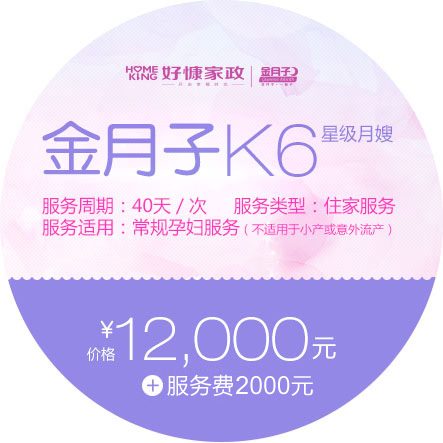 HOME KING 好慷家政 金月子
金月子K6 星级月嫂
服务周期：40天 / 次 服务类型：住家服务
服务适用：常规孕妇服务（不适用于小产或意外流产）
¥ 价格 12,000元
+ 服务费2000元